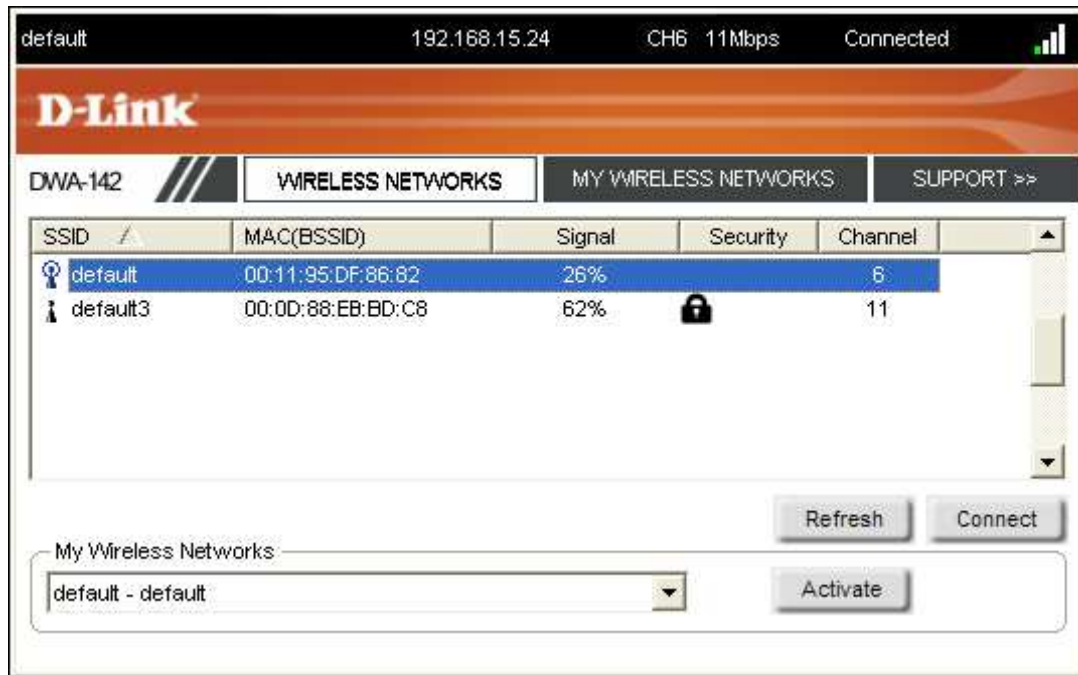 default 192.168.15.24 CH6 11Mbps Connected
D-Link
DWA-142 WIRELESS NETWORKS MY WIRELESS NETWORKS SUPPORT >>
SSID MAC(BSSID) Signal Security Channel
default 00:11:95:DF:86:82 26% 6
default3 00:0D:88:EB:BD:C8 62% 11
Refresh Connect
My Wireless Networks
default - default Activate